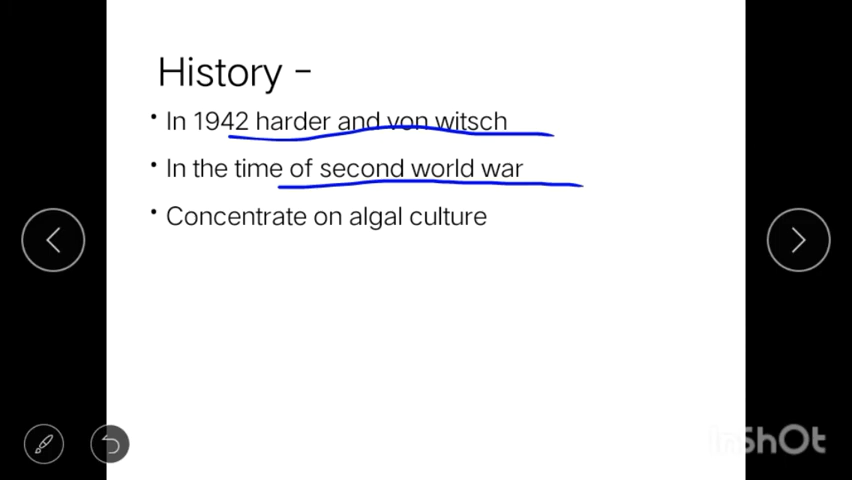 History -
• In 1942 harder and von witsch
• In the time of second world war
• Concentrate on algal culture
InShOt